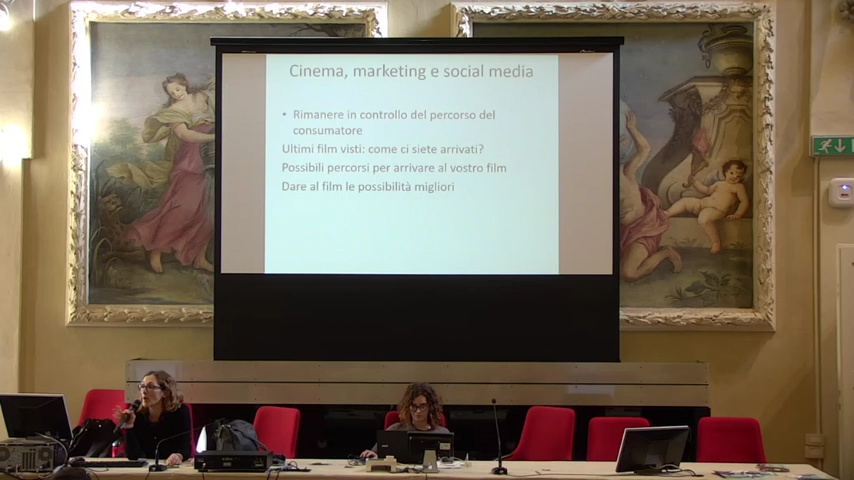 Cinema, marketing e social media
• Rimanere in controllo del percorso del
consumatore
Ultimi film visti: come ci siete arrivati?
Possibili percorsi per arrivare al vostro film
Dare al film le possibilità migliori